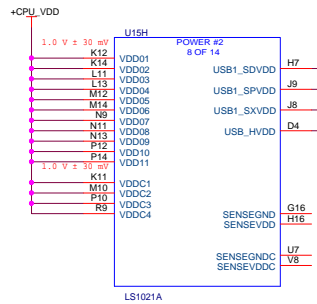 +CPU_VDD
U15H
1.0 V ± 30 mV
POWER #2
8 OF 14
K12 VDD01
K14 VDD02
L11 VDD03
L13 VDD04
M12 VDD05
M14 VDD06
N9 VDD07
N11 VDD08
N13 VDD09
P12 VDD10
P14 VDD11
1.0 V ± 30 mV
K11 VDDC1
M10 VDDC2
P10 VDDC3
R9 VDDC4
USB1_SDVDD H7
USB1_SPVDD J9
USB1_SXVDD J8
USB_HVDD D4
SENSEGND G16
SENSEVDD H16
SENSEGNDC U7
SENSEVDDC V8
LS1021A